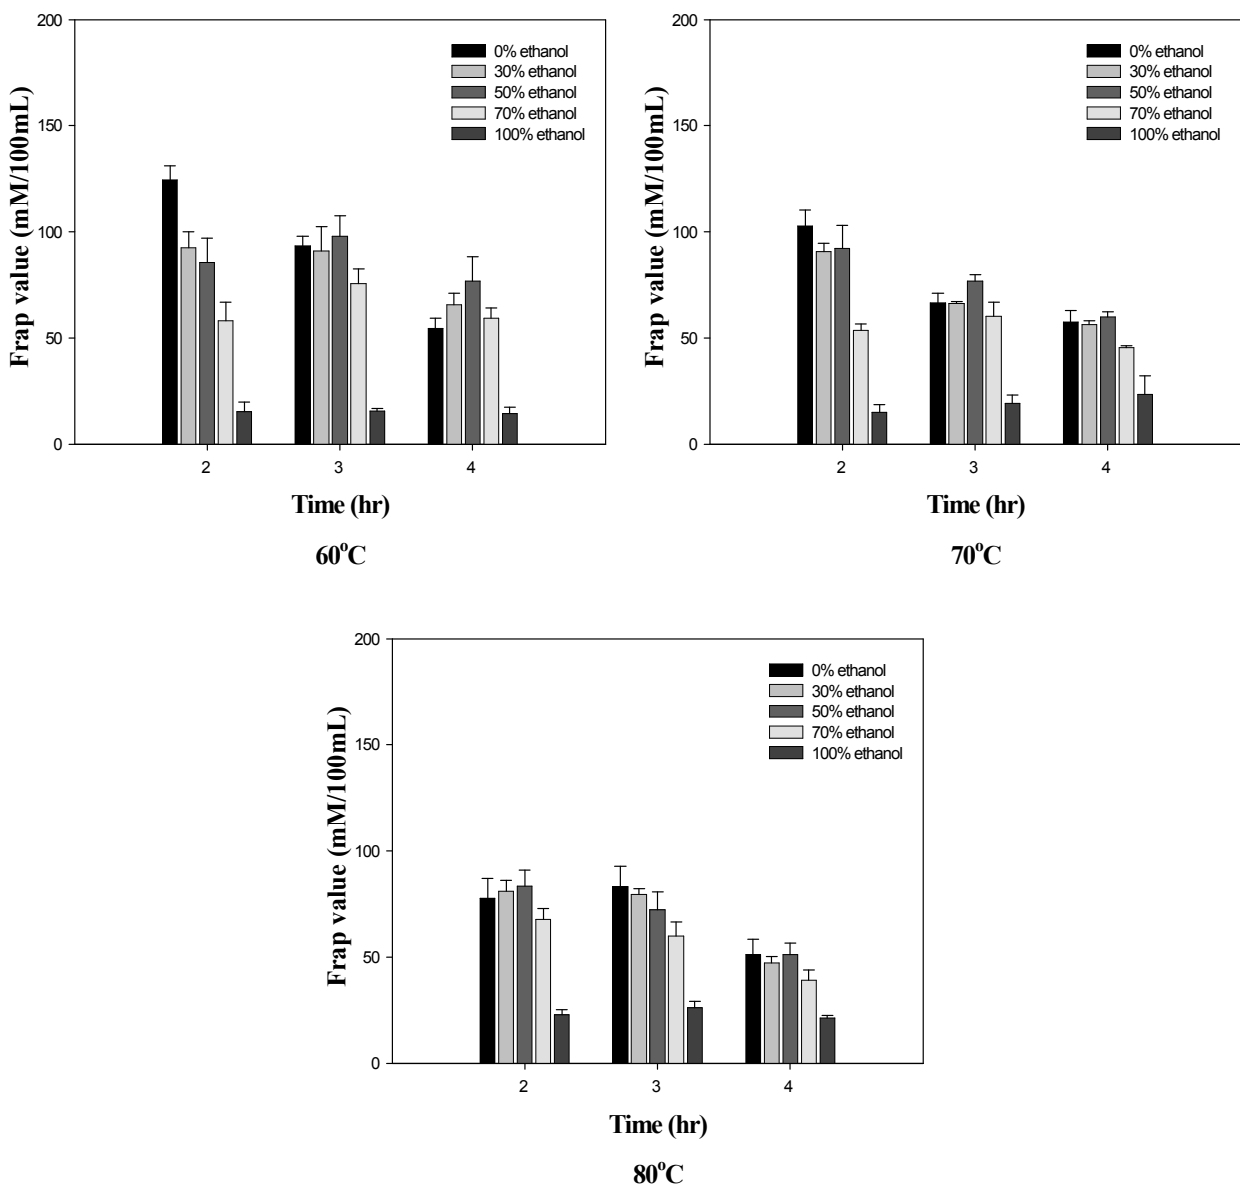 200
150
100
50
0
Frap value (mM/100mL)
0% ethanol
30% ethanol
50% ethanol
70% ethanol
100% ethanol
2 3 4
Time (hr)
60°C
200
150
100
50
0
Frap value (mM/100mL)
0% ethanol
30% ethanol
50% ethanol
70% ethanol
100% ethanol
2 3 4
Time (hr)
70°C
200
150
100
50
0
Frap value (mM/100mL)
0% ethanol
30% ethanol
50% ethanol
70% ethanol
100% ethanol
2 3 4
Time (hr)
80°C